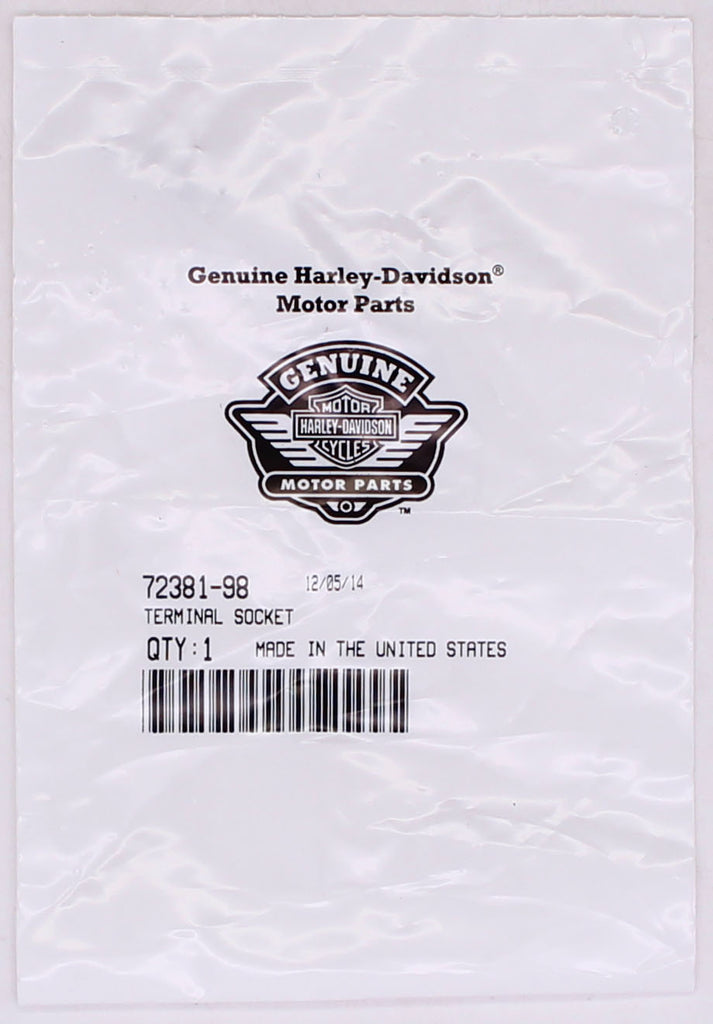 Genuine Harley-Davidson®
Motor Parts
GENUINE
MOTOR
HARLEY-DAVIDSON
CYCLES
MOTOR PARTS
™
72381-98 12/05/14
TERMINAL SOCKET
QTY:1 MADE IN THE UNITED STATES